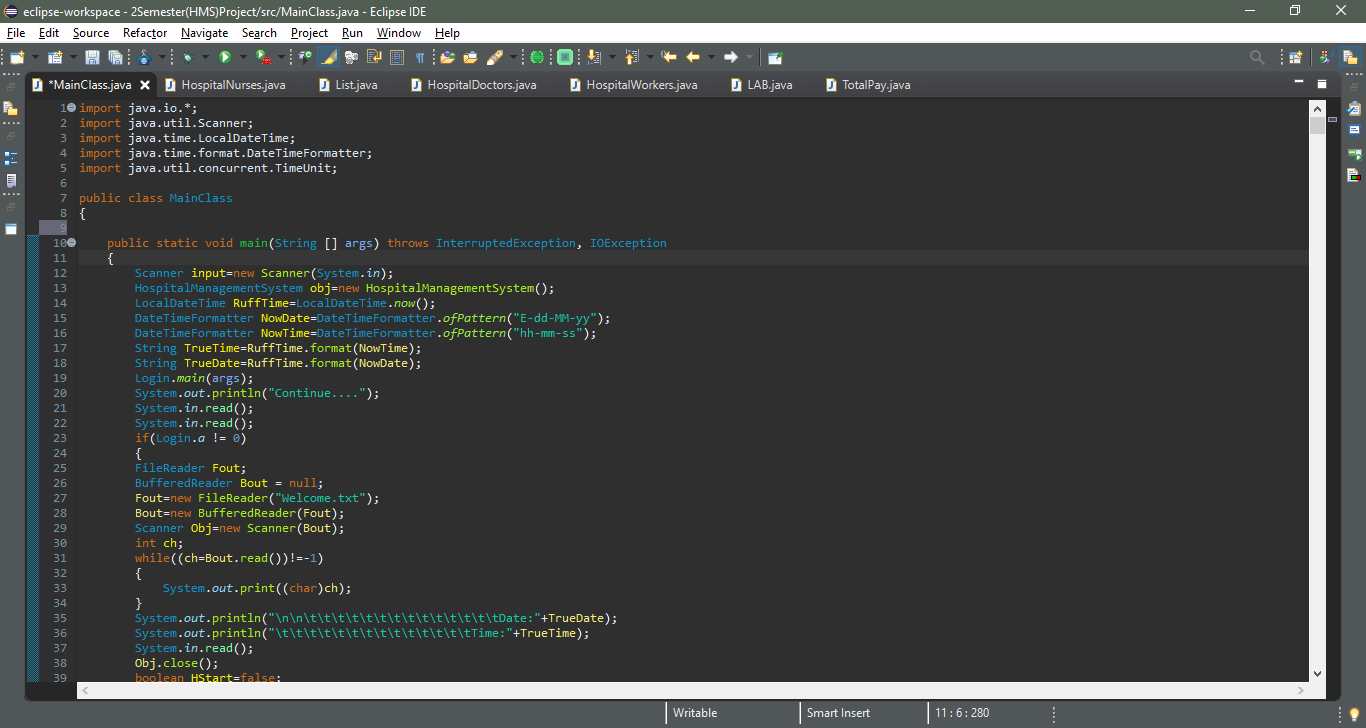 eclipse-workspace - 2Semester(HMS)Project/src/MainClass.java - Eclipse IDE
File Edit Source Refactor Navigate Search Project Run Window Help
*MainClass.java HospitalNurses.java List.java HospitalDoctors.java HospitalWorkers.java LAB.java TotalPay.java
1 import java.io.*;
2 import java.util.Scanner;
3 import java.time.LocalDateTime;
4 import java.time.format.DateTimeFormatter;
5 import java.util.concurrent.TimeUnit;
6
7 public class MainClass
8 {
9
10 public static void main(String [] args) throws InterruptedException, IOException
11 {
12 Scanner input=new Scanner(System.in);
13 HospitalManagementSystem obj=new HospitalManagementSystem();
14 LocalDateTime RuffTime=LocalDateTime.now();
15 DateTimeFormatter NowDate=DateTimeFormatter.ofPattern("E-dd-MM-yy");
16 DateTimeFormatter NowTime=DateTimeFormatter.ofPattern("hh-mm-ss");
17 String TrueTime=RuffTime.format(NowTime);
18 String TrueDate=RuffTime.format(NowDate);
19 Login.main(args);
20 System.out.println("Continue....");
21 System.in.read();
22 System.in.read();
23 if(Login.a != 0)
24 {
25 FileReader Fout;
26 BufferedReader Bout = null;
27 Fout=new FileReader("Welcome.txt");
28 Bout=new BufferedReader(Fout);
29 Scanner Obj=new Scanner(Bout);
30 int ch;
31 while((ch=Bout.read())!=-1)
32 {
33 System.out.print((char)ch);
34 }
35 System.out.println("\n\n\t\t\t\t\t\t\t\t\t\t\t\t\t\tDate:"+TrueDate);
36 System.out.println("\t\t\t\t\t\t\t\t\t\t\t\t\t\tTime:"+TrueTime);
37 System.in.read();
38 Obj.close();
39 boolean HStart=false;
Writable Smart Insert 11 : 6 : 280